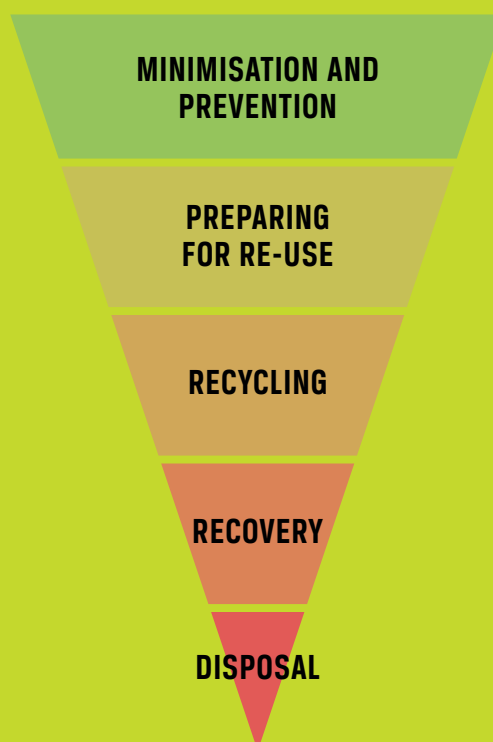 MINIMISATION AND
PREVENTION
PREPARING
FOR RE-USE
RECYCLING
RECOVERY
DISPOSAL